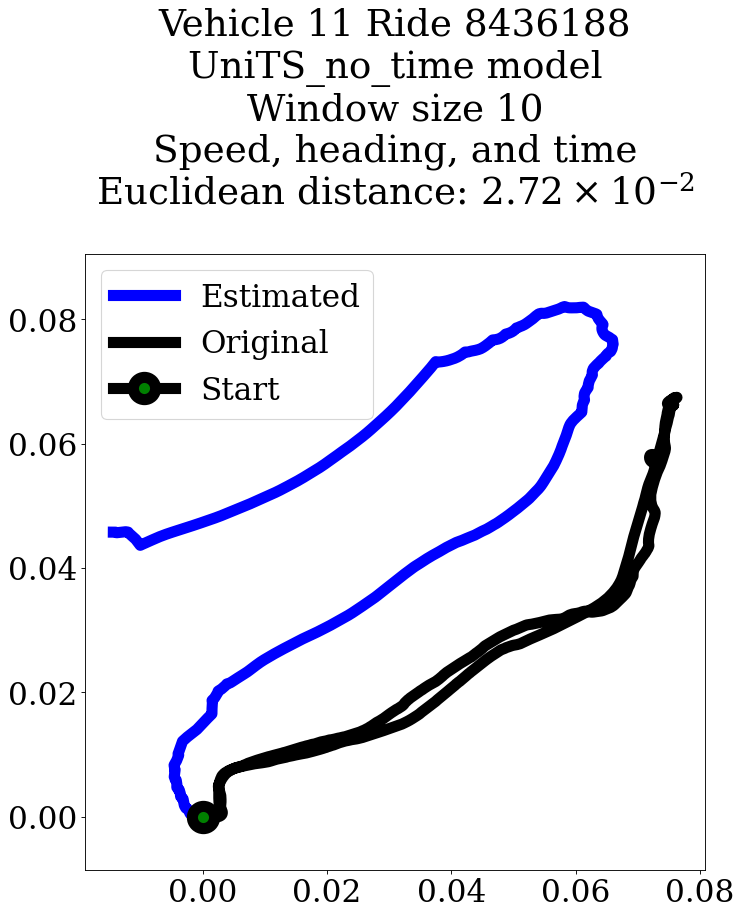 Vehicle 11 Ride 8436188
UniTS_no_time model
Window size 10
Speed, heading, and time
Euclidean distance: 2.72 × 10⁻²
Estimated
Original
Start
0.08
0.06
0.04
0.02
0.00
0.00 0.02 0.04 0.06 0.08